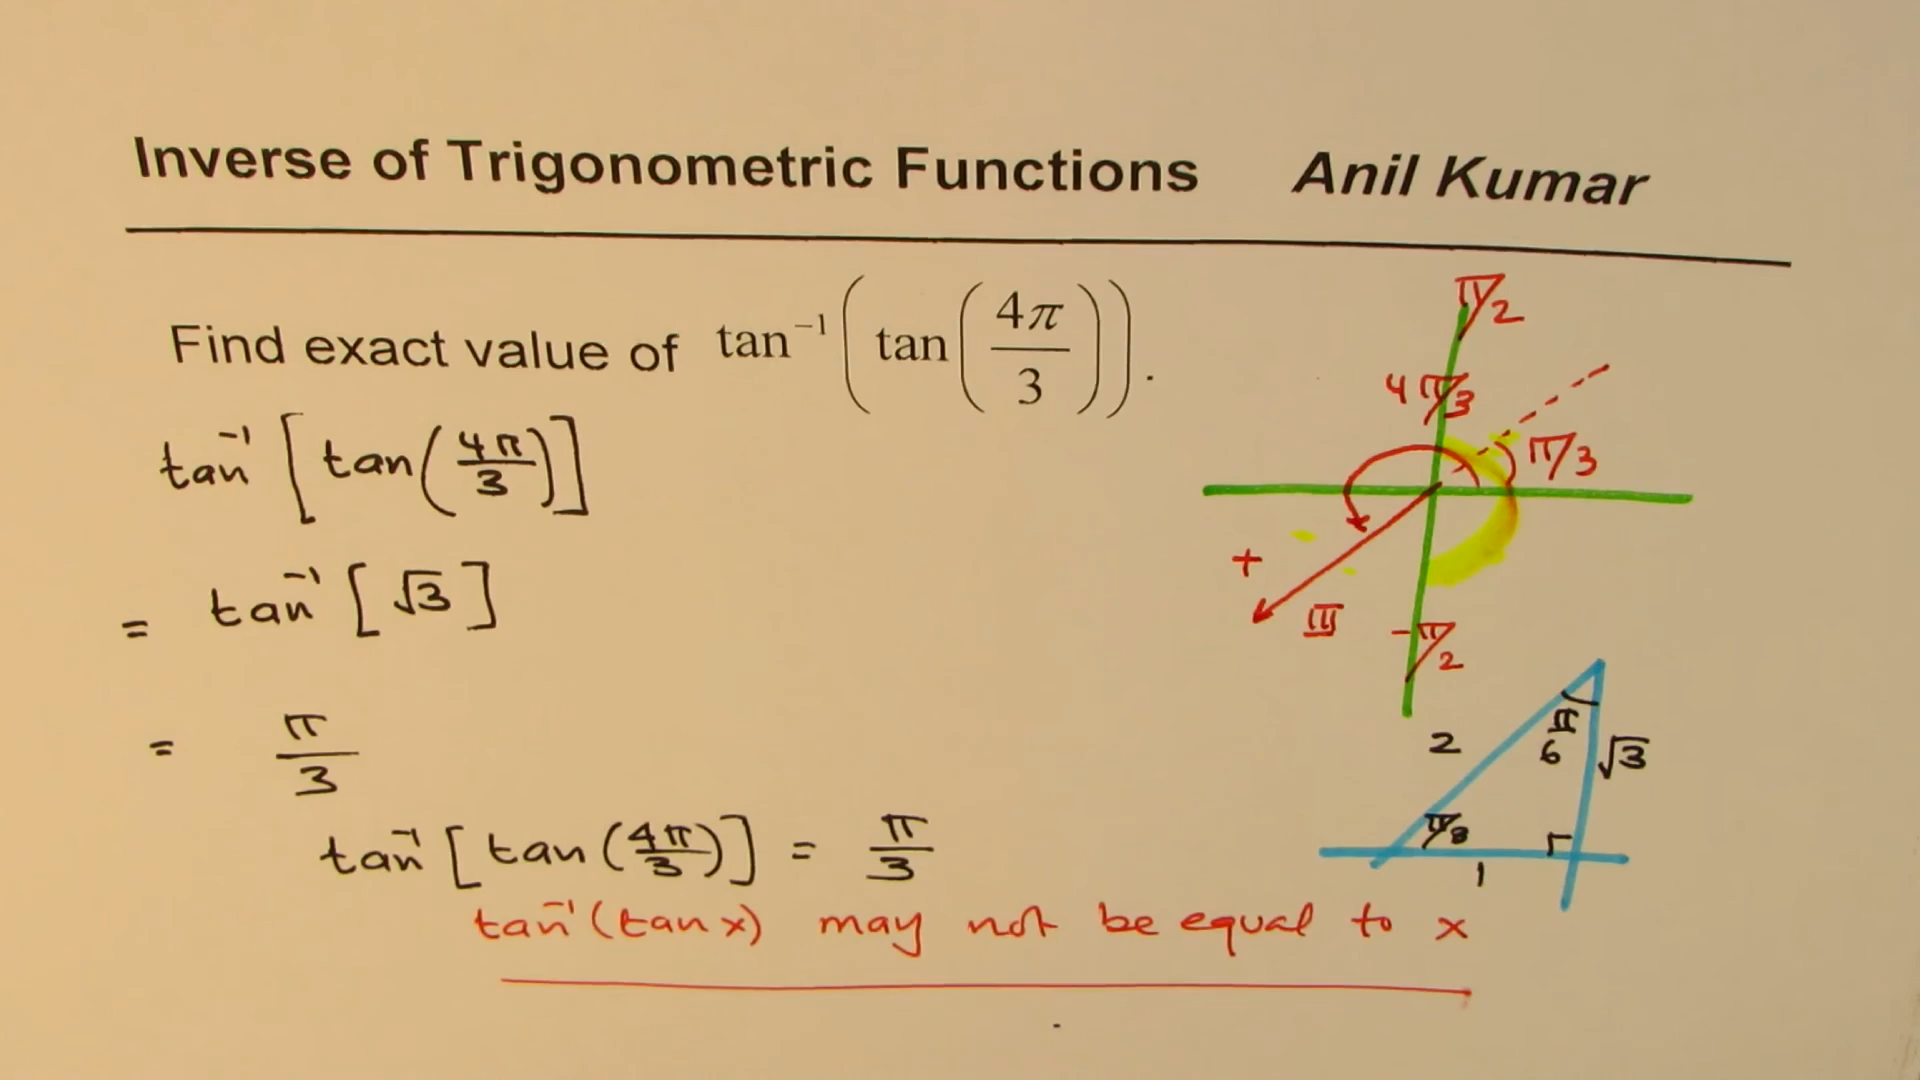 Inverse of Trigonometric Functions Anil Kumar
Find exact value of tan⁻¹(tan(4π/3)).
tan⁻¹[tan(4π/3)]
= tan⁻¹[√3]
= π/3
tan⁻¹[tan(4π/3)] = π/3
tan⁻¹(tan x) may not be equal to x
π/2
4π/3
π/3
+
III
-π/2
π/6
2
√3
π/3
1